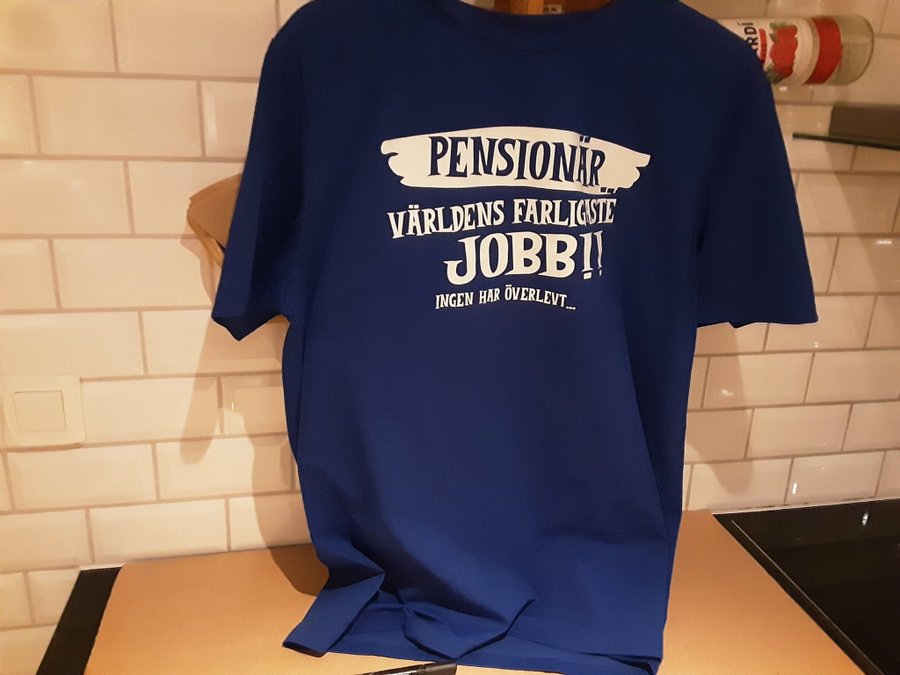 PENSIONÄR
VÄRLDENS FARLIGASTE
JOBB!!
INGEN HAR ÖVERLEVT...